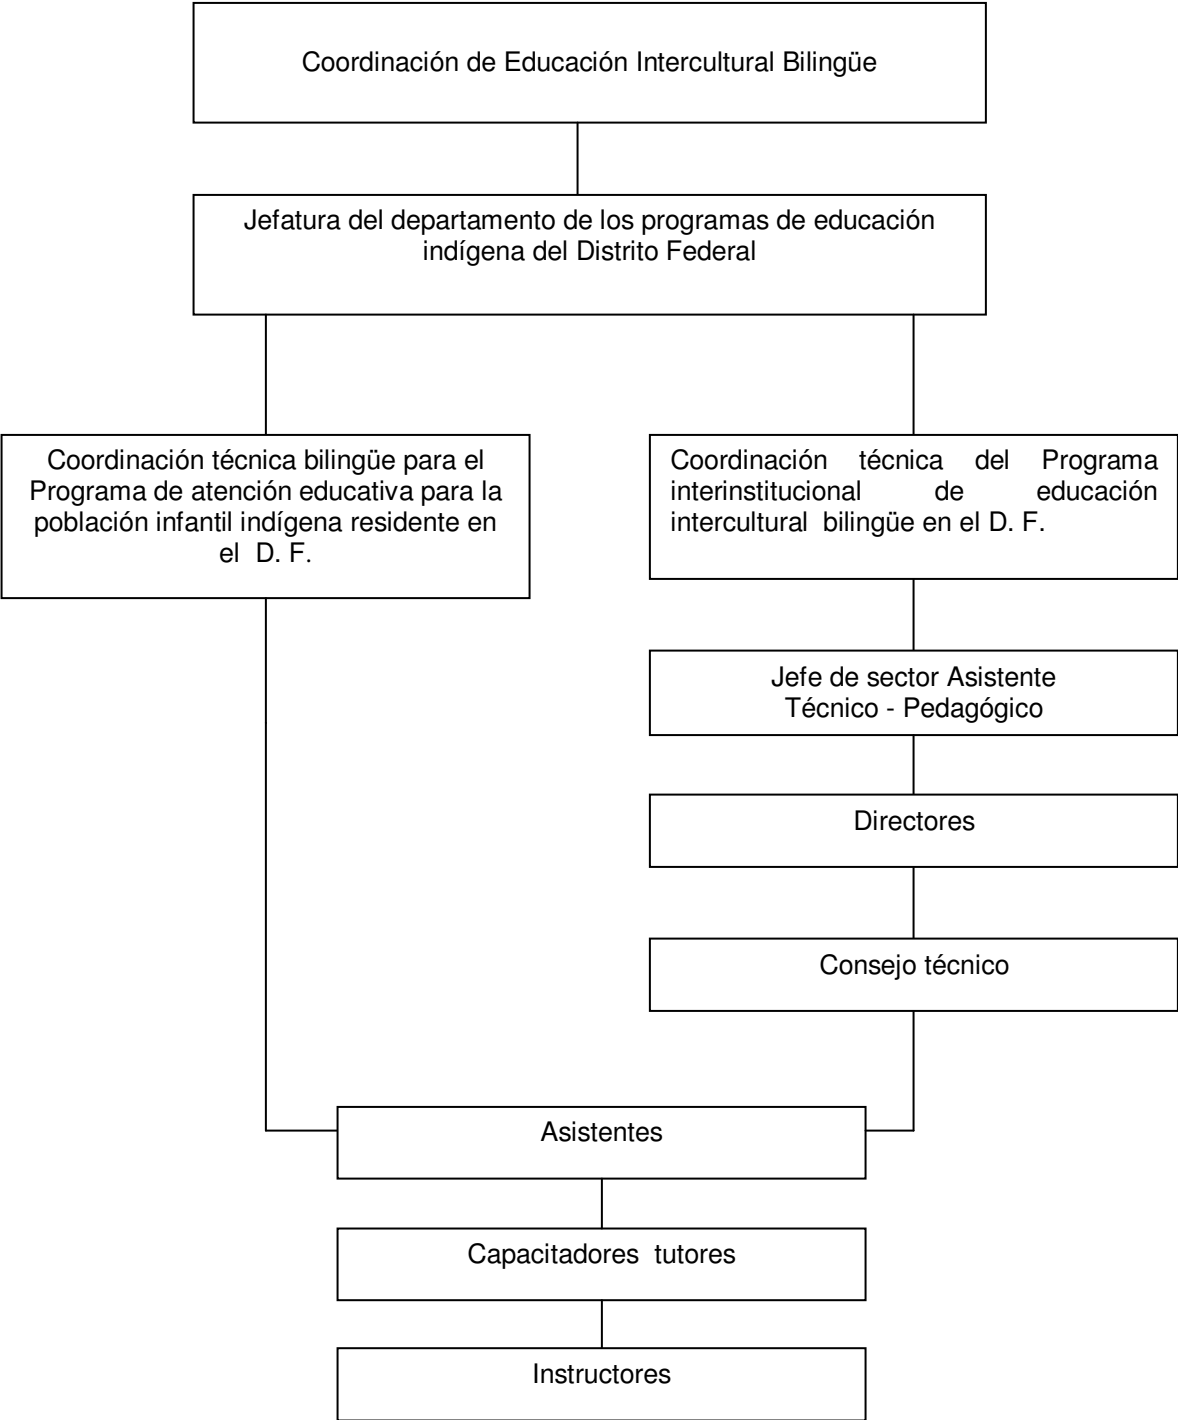 Coordinación de Educación Intercultural Bilingüe
Jefatura del departamento de los programas de educación
indígena del Distrito Federal
Coordinación técnica bilingüe para el
Programa de atención educativa para la
población infantil indígena residente en
el D. F.
Coordinación técnica del Programa
interinstitucional de educación
intercultural bilingüe en el D. F.
Jefe de sector Asistente
Técnico - Pedagógico
Directores
Consejo técnico
Asistentes
Capacitadores tutores
Instructores